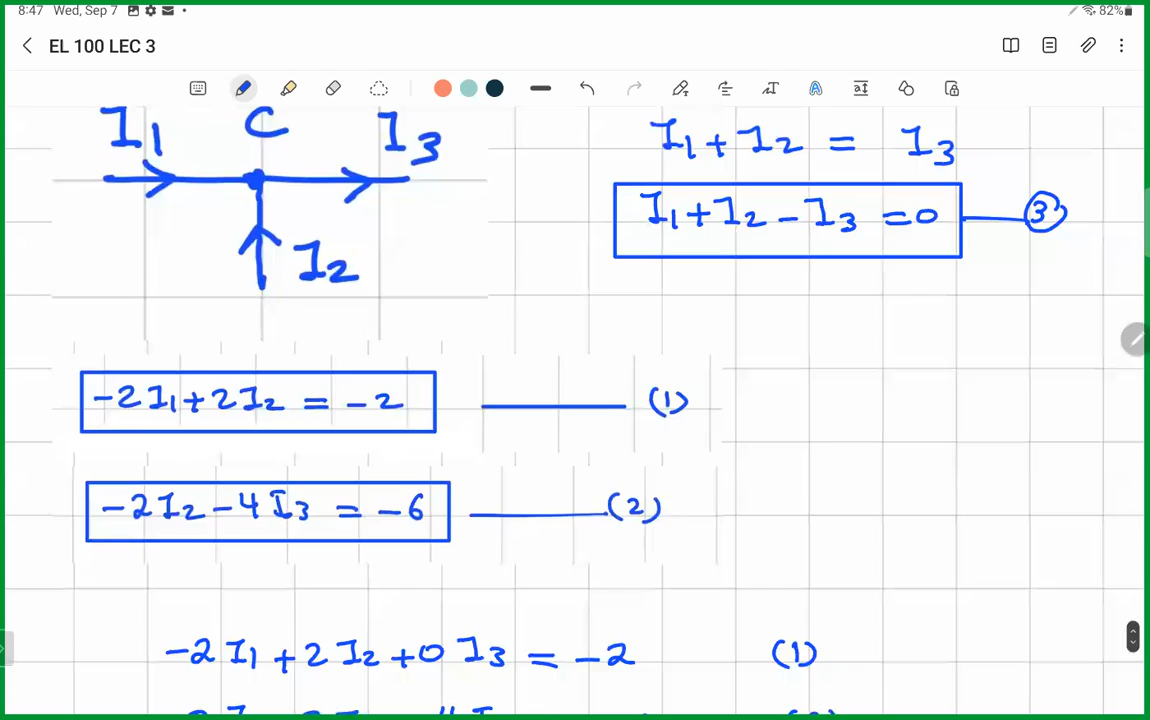 8:47 Wed, Sep 7 82%
EL 100 LEC 3
I1 C I3
I2
I1 + I2 = I3
I1 + I2 - I3 = 0 3
-2I1 + 2I2 = -2 (1)
-2I2 - 4I3 = -6 (2)
-2I1 + 2I2 + 0I3 = -2 (1)